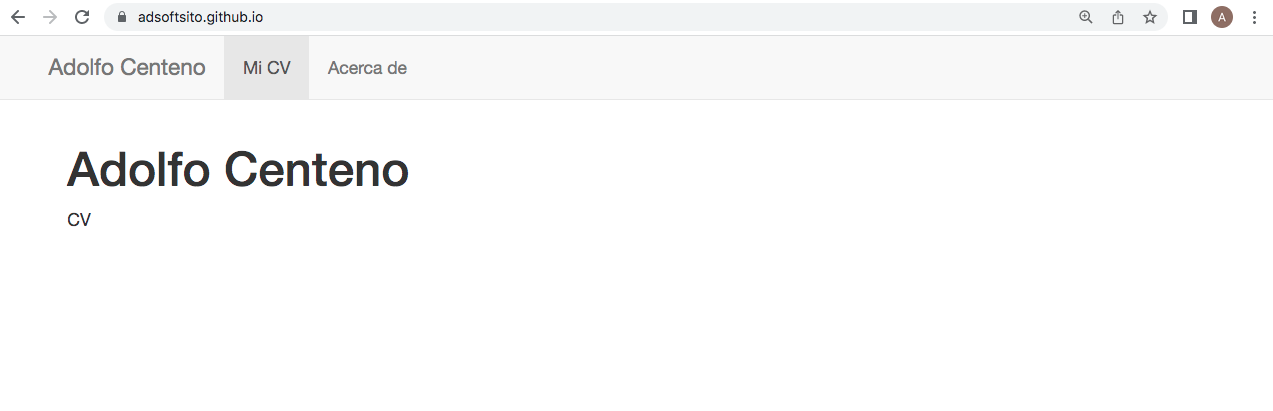 adsoftsito.github.io
A
Adolfo Centeno Mi CV Acerca de
Adolfo Centeno
CV